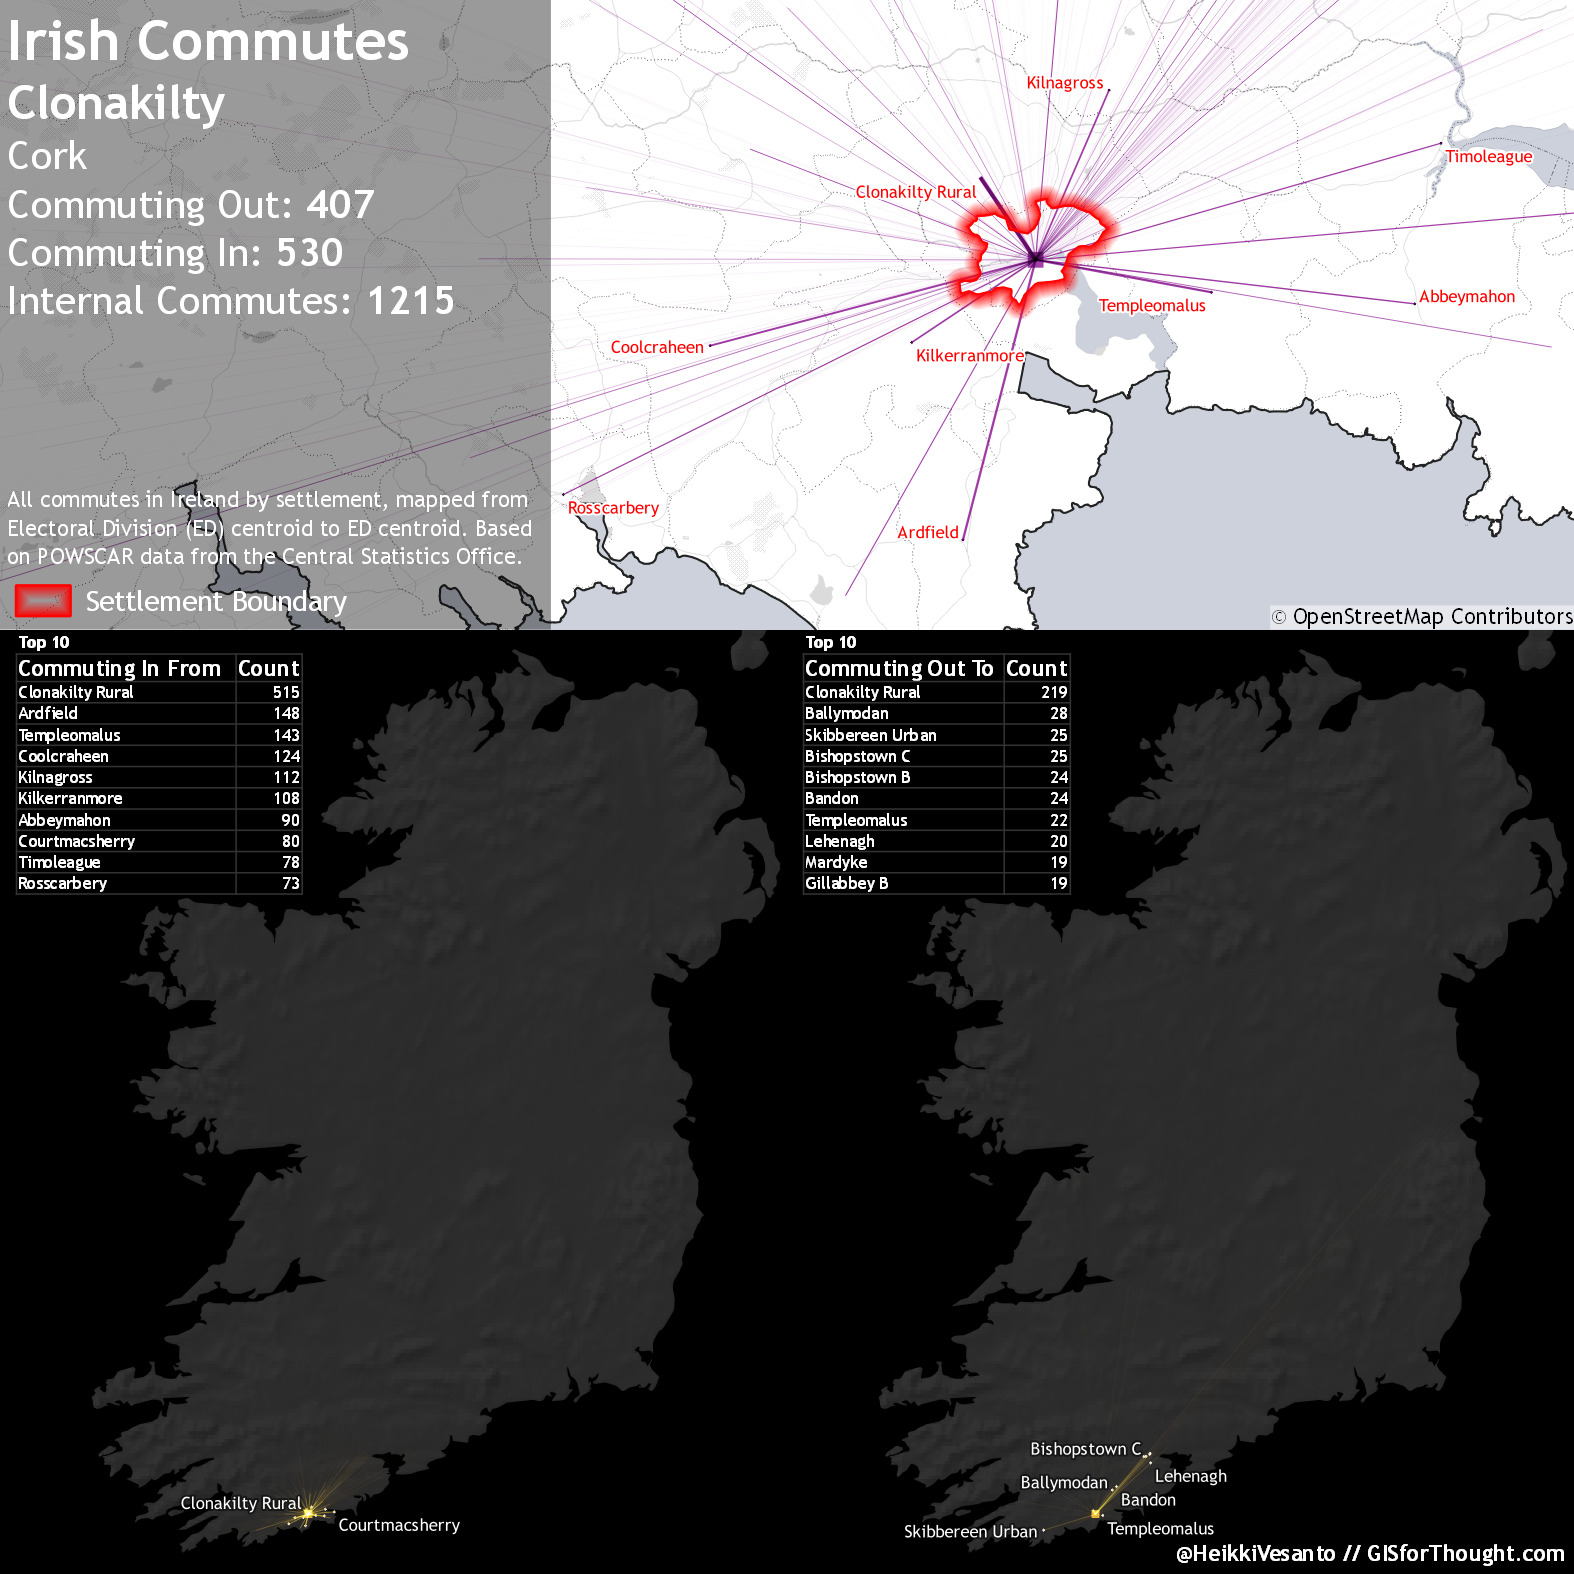 Irish Commutes
Clonakilty
Cork
Commuting Out: 407
Commuting In: 530
Internal Commutes: 1215
All commutes in Ireland by settlement, mapped from
Electoral Division (ED) centroid to ED centroid. Based
on POWSCAR data from the Central Statistics Office.
Settlement Boundary
Kilnagross
Timoleague
Clonakilty Rural
Templeomalus
Abbeymahon
Coolcraheen
Kilkerranmore
Rosscarbery
Ardfield
© OpenStreetMap Contributors
Top 10
Commuting In From Count
Clonakilty Rural 515
Ardfield 148
Templeomalus 143
Coolcraheen 124
Kilnagross 112
Kilkerranmore 108
Abbeymahon 90
Courtmacsherry 80
Timoleague 78
Rosscarbery 73
Clonakilty Rural
Courtmacsherry
Top 10
Commuting Out To Count
Clonakilty Rural 219
Ballymodan 28
Skibbereen Urban 25
Bishopstown C 25
Bishopstown B 24
Bandon 24
Templeomalus 22
Lehenagh 20
Mardyke 19
Gillabbey B 19
Bishopstown C
Lehenagh
Ballymodan
Bandon
Templeomalus
Skibbereen Urban
@HeikkiVesanto // GISforThought.com